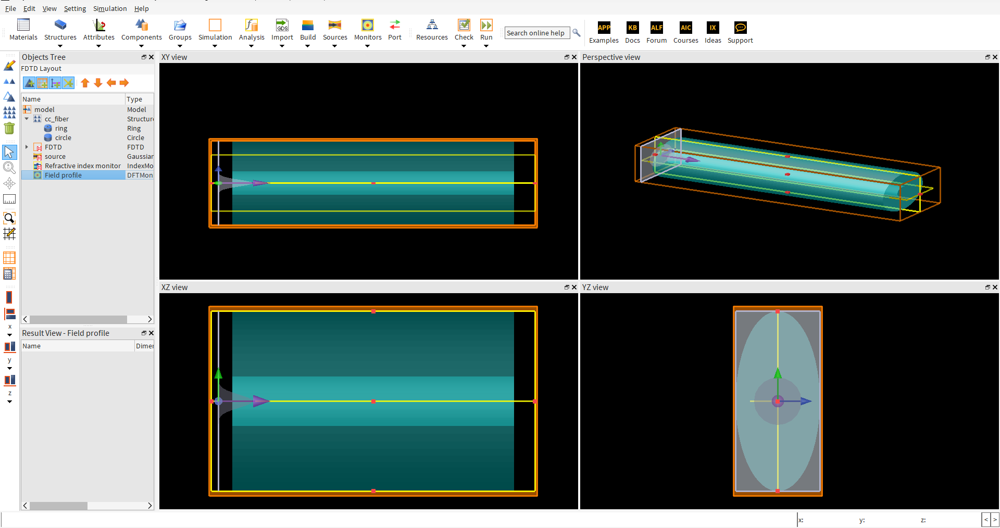 File Edit View Setting Simulation Help
Materials Structures Attributes Components Groups Simulation Analysis Import Build Sources Monitors Port Resources Check Run
GDS
Search online help
APP KB ALF AIC IX
Examples Docs Forum Courses Ideas Support
Objects Tree
FDTD Layout
Name Type
model Model
cc_fiber Structure
ring Ring
circle Circle
FDTD FDTD
source Gaussian
Refractive index monitor IndexMo
Field profile DFTMon
x
y
z
Result View - Field profile
Name Dimer
XY view
Perspective view
XZ view
YZ view
x: y: z: < >